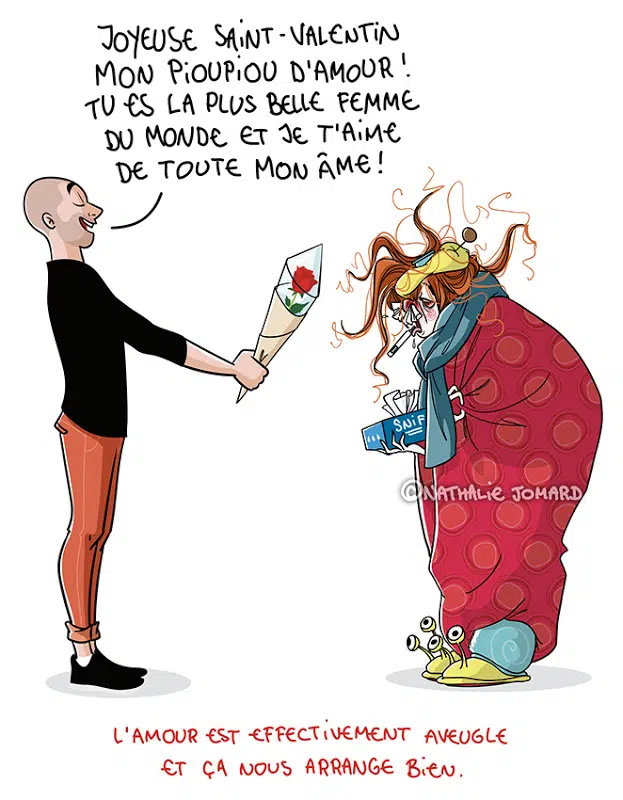 JOYEUSE SAINT-VALENTIN
MON PIOUPIOU D'AMOUR !
TU ES LA PLUS BELLE FEMME
DU MONDE ET JE T'AIME
DE TOUTE MON ÂME !
SNIF
@NATHALIE JOMARD
L'AMOUR EST EFFECTIVEMENT AVEUGLE
ET ÇA NOUS ARRANGE BIEN.